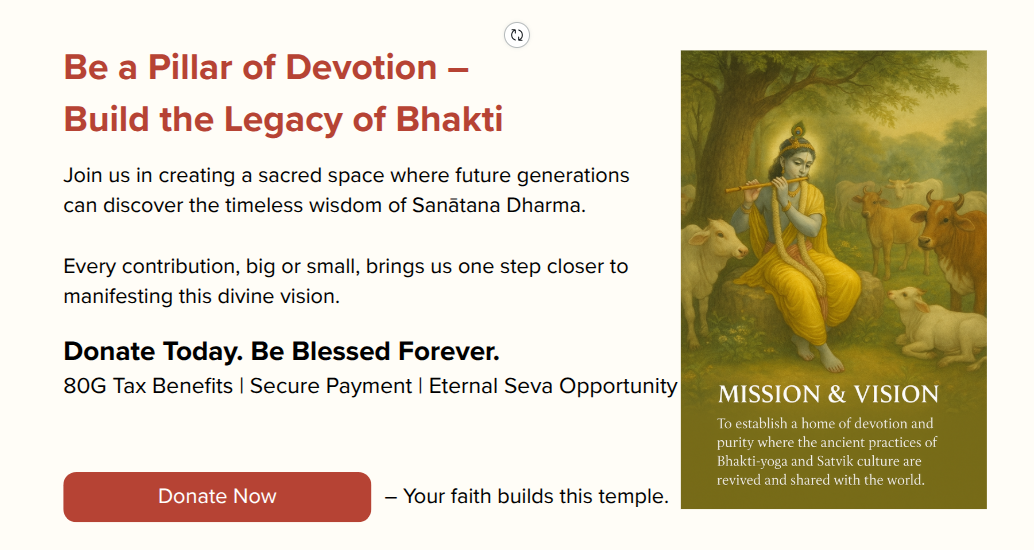 Be a Pillar of Devotion –
Build the Legacy of Bhakti
Join us in creating a sacred space where future generations
can discover the timeless wisdom of Sanātana Dharma.
Every contribution, big or small, brings us one step closer to
manifesting this divine vision.
Donate Today. Be Blessed Forever.
80G Tax Benefits | Secure Payment | Eternal Seva Opportunity
Donate Now – Your faith builds this temple.
MISSION & VISION
To establish a home of devotion and
purity where the ancient practices of
Bhakti-yoga and Satvik culture are
revived and shared with the world.